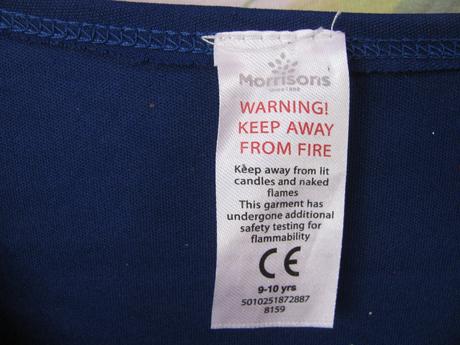 Morrisons
Since 1899
WARNING!
KEEP AWAY
FROM FIRE
Keep away from lit
candles and naked
flames
This garment has
undergone additional
safety testing for
flammability
CE
9-10 yrs
5010251872887
8159